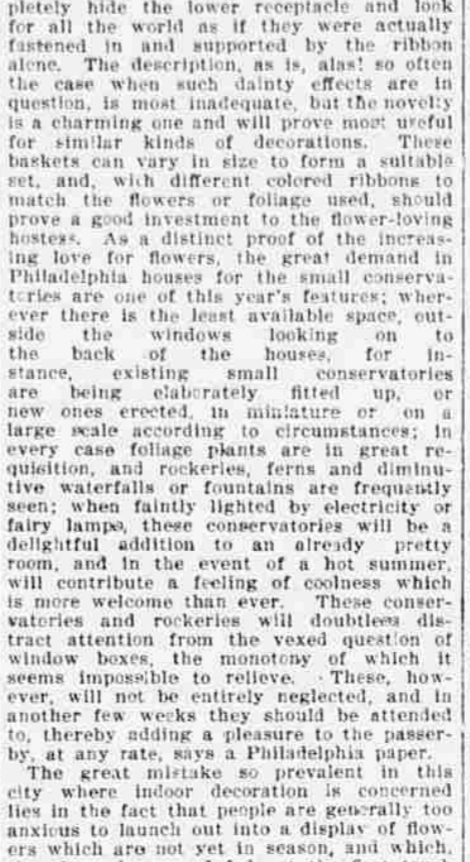 pletely hide the lower receptacle and look
for all the world as if they were actually
fastened in and supported by the ribbon
alone. The description, as is, alas! so often
the case when such dainty effects are in
question, is most inadequate, but the novelty
is a charming one and will prove most useful
for similar kinds of decorations. These
baskets can vary in size to form a suitable
set, and, with different colored ribbons to
match the flowers or foliage used, should
prove a good investment to the flower-loving
hostess. As a distinct proof of the increas-
ing love for flowers, the great demand in
Philadelphia houses for the small conserva-
tories are one of this year's features; wher-
ever there is the least available space, out-
side the windows looking on to
the back of the houses, for in-
stance, existing small conservatories
are being elaborately fitted up, or
new ones erected, in miniature or on a
large scale according to circumstances; in
every case foliage plants are in great re-
quisition, and rockeries, ferns and diminu-
tive waterfalls or fountains are frequently
seen; when faintly lighted by electricity or
fairy lamps, these conservatories will be a
delightful addition to an already pretty
room, and in the event of a hot summer,
will contribute a feeling of coolness which
is more welcome than ever. These conser-
vatories and rockeries will doubtless dis-
tract attention from the vexed question of
window boxes, the monotony of which it
seems impossible to relieve. These, how-
ever, will not be entirely neglected, and in
another few weeks they should be attended
to, thereby adding a pleasure to the passer-
by, at any rate, says a Philadelphia paper.
The great mistake so prevalent in this
city where indoor decoration is concerned
lies in the fact that people are generally too
anxious to launch out into a display of flow-
ers which are not yet in season, and which,